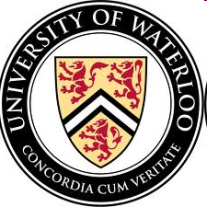 UNIVERSITY OF WATERLOO
CONCORDIA CUM VERITATE